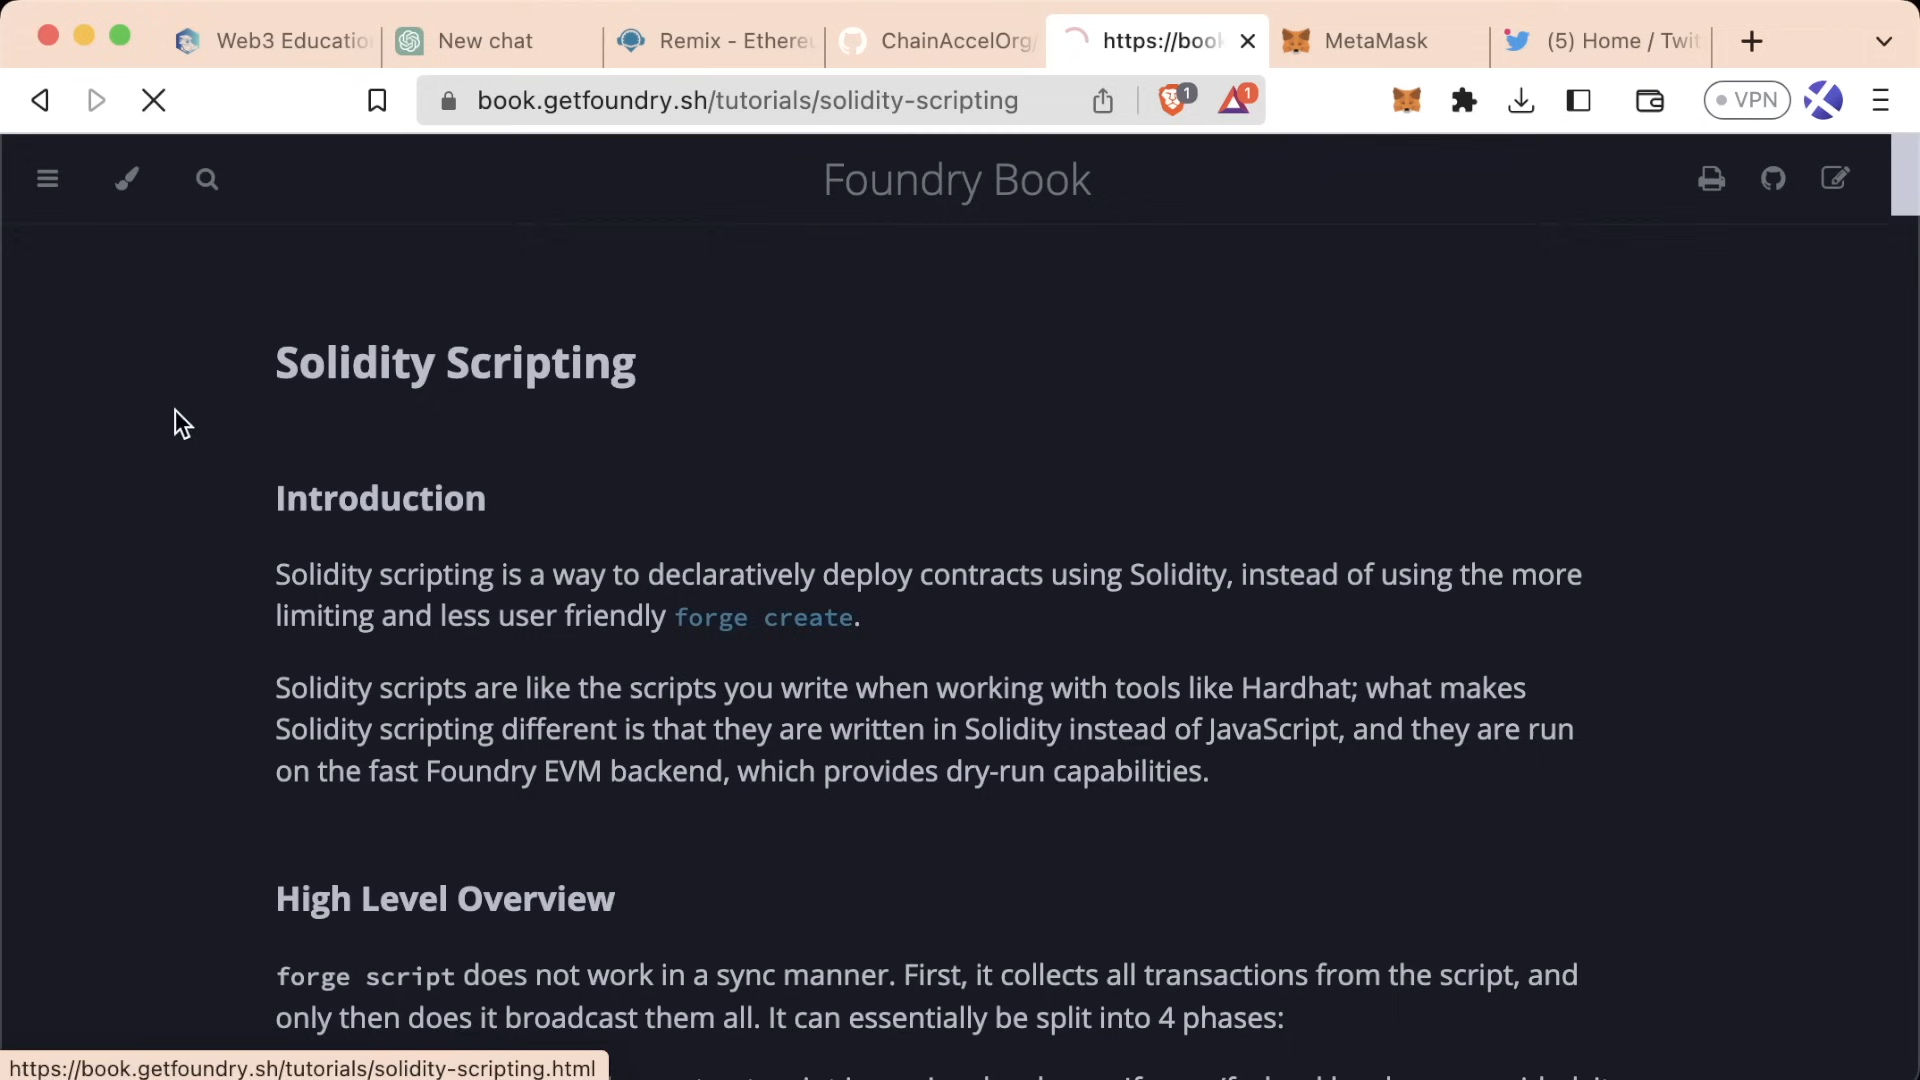 Web3 Educatio
New chat
Remix - Ethere
ChainAccelOrg/
https://book
MetaMask
(5) Home / Twit
book.getfoundry.sh/tutorials/solidity-scripting
1
1
VPN
Foundry Book
Solidity Scripting
Introduction
Solidity scripting is a way to declaratively deploy contracts using Solidity, instead of using the more
limiting and less user friendly forge create.
Solidity scripts are like the scripts you write when working with tools like Hardhat; what makes
Solidity scripting different is that they are written in Solidity instead of JavaScript, and they are run
on the fast Foundry EVM backend, which provides dry-run capabilities.
High Level Overview
forge script does not work in a sync manner. First, it collects all transactions from the script, and
only then does it broadcast them all. It can essentially be split into 4 phases:
https://book.getfoundry.sh/tutorials/solidity-scripting.html